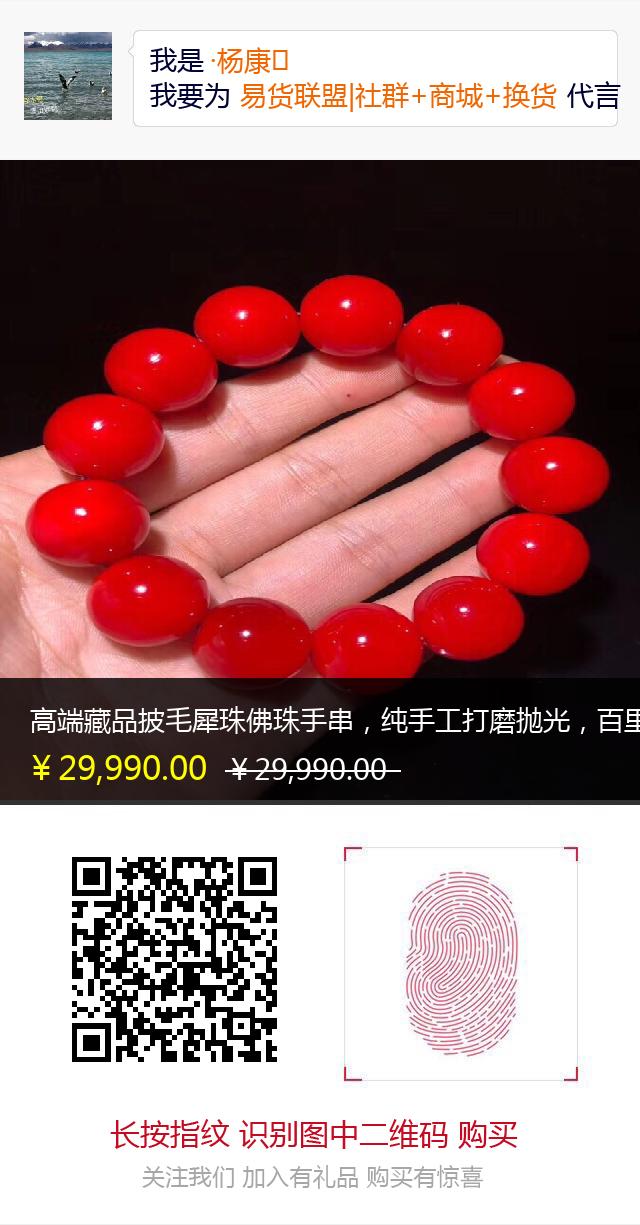 我是 ·杨康
我要为 易货联盟|社群+商城+换货 代言
高端藏品披毛犀珠佛珠手串，纯手工打磨抛光，百里
¥ 29,990.00 ¥ 29,990.00
长按指纹 识别图中二维码 购买
关注我们 加入有礼品 购买有惊喜